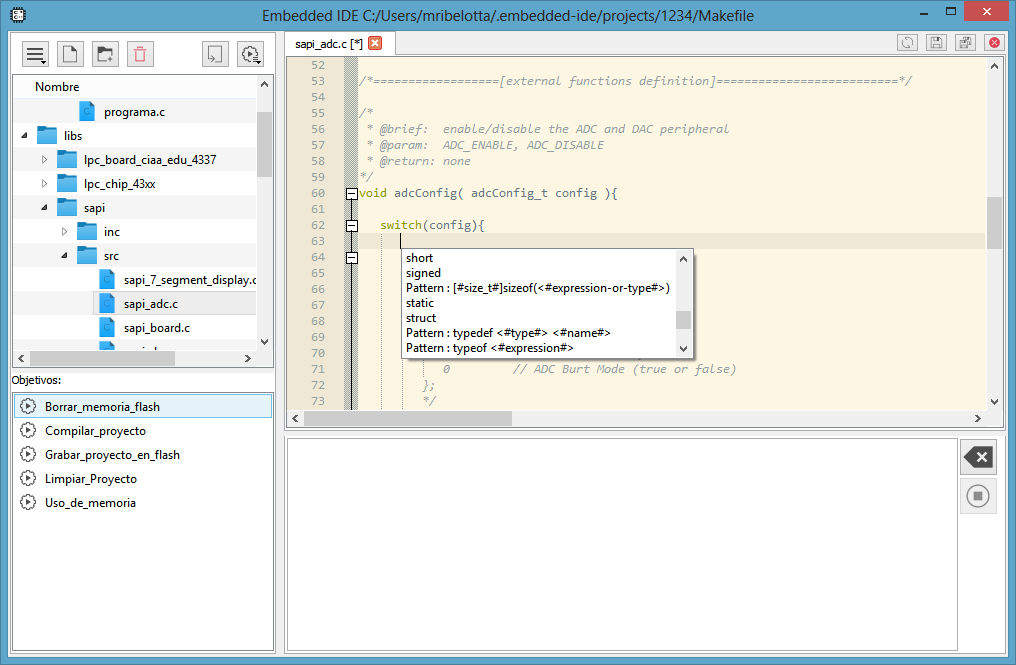 Embedded IDE C:/Users/mribelotta/.embedded-ide/projects/1234/Makefile
Nombre
programa.c
libs
lpc_board_ciaa_edu_4337
lpc_chip_43xx
sapi
inc
src
sapi_7_segment_display.c
sapi_adc.c
sapi_board.c
Objetivos:
Borrar_memoria_flash
Compilar_proyecto
Grabar_proyecto_en_flash
Limpiar_Proyecto
Uso_de_memoria
sapi_adc.c [*]
52
53 /*==================[external functions definition]==========================*/
54
55 /*
56 * @brief: enable/disable the ADC and DAC peripheral
57 * @param: ADC_ENABLE, ADC_DISABLE
58 * @return: none
59 */
60 void adcConfig( adcConfig_t config ){
61
62 switch(config){
63
64
65
66
67
68
69
70
71 0 // ADC Burt Mode (true or false)
72 };
73 */
short
signed
Pattern : [#size_t#]sizeof(<#expression-or-type#>)
static
struct
Pattern : typedef <#type#> <#name#>
Pattern : typeof <#expression#>